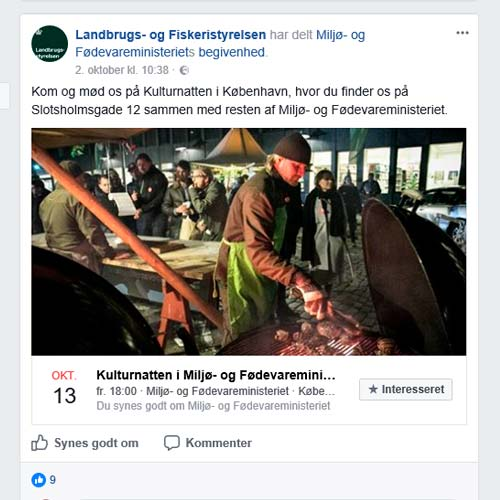 Landbrugs-
styrelsen
Landbrugs- og Fiskeristyrelsen har delt Miljø- og
Fødevareministeriets begivenhed.
2. oktober kl. 10:38 ·
Kom og mød os på Kulturnatten i København, hvor du finder os på
Slotsholmsgade 12 sammen med resten af Miljø- og Fødevareministeriet.
OKT.
13
Kulturnatten i Miljø- og Fødevaremini...
fr. 18:00 · Miljø- og Fødevareministeriet · Købe...
Du synes godt om Miljø- og Fødevareministeriet
★ Interesseret
Synes godt om Kommenter
9